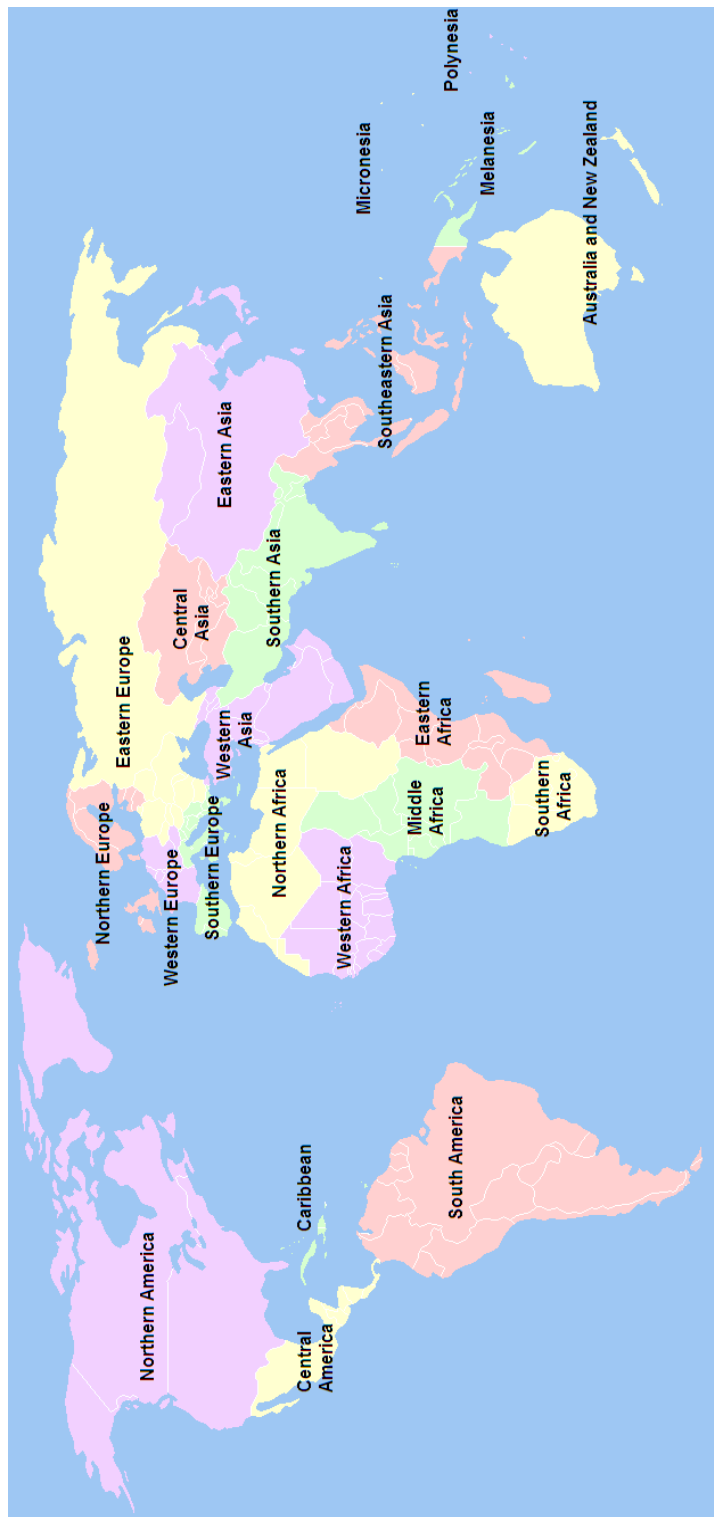 Northern America
Northern Europe
Eastern Europe
Western Europe
Southern Europe
Central
Asia
Eastern Asia
Western
Asia
Southern Asia
Northern Africa
Central
America
Caribbean
Western Africa
Micronesia
Southeastern Asia
Middle
Africa
Eastern
Africa
South America
Polynesia
Melanesia
Southern
Africa
Australia and New Zealand